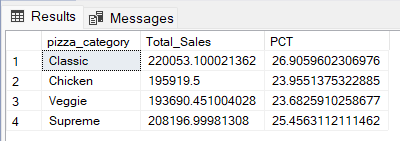 Results Messages
pizza_category Total_Sales PCT
1 Classic 220053.100021362 26.9059602306976
2 Chicken 195919.5 23.9551375322885
3 Veggie 193690.451004028 23.6825910258677
4 Supreme 208196.99981308 25.4563112111462